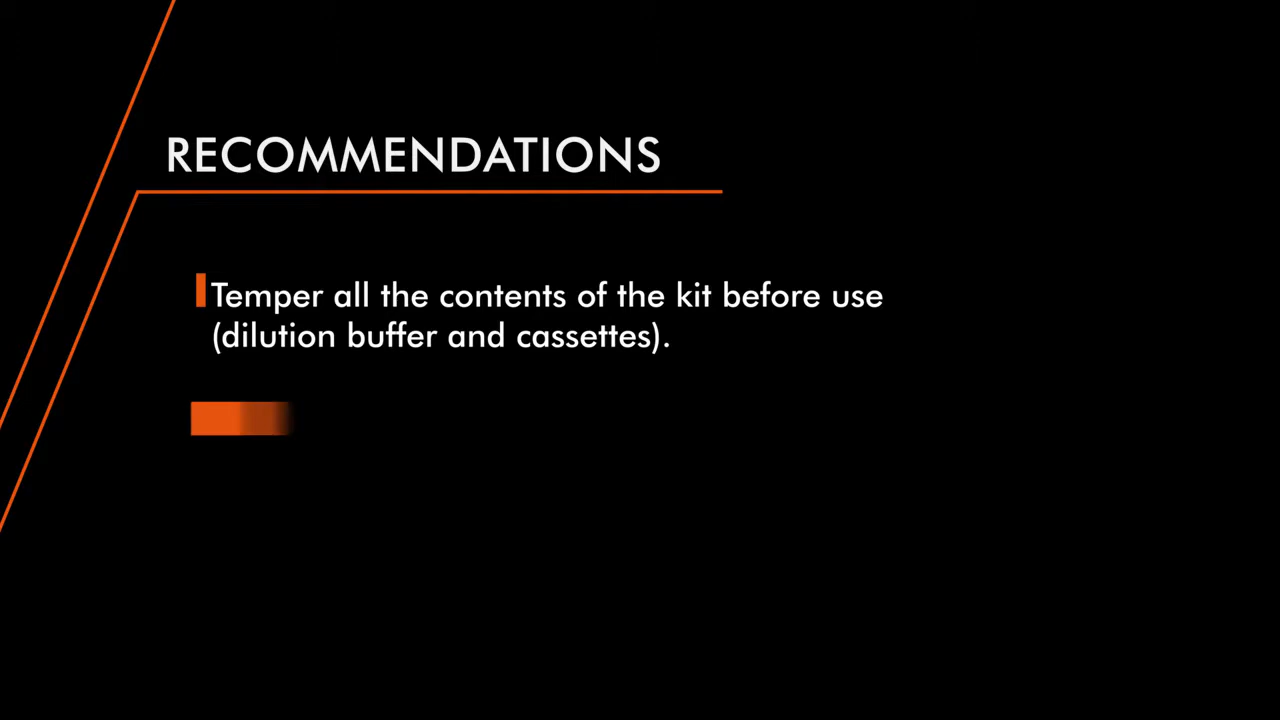 RECOMMENDATIONS
Temper all the contents of the kit before use
(dilution buffer and cassettes).